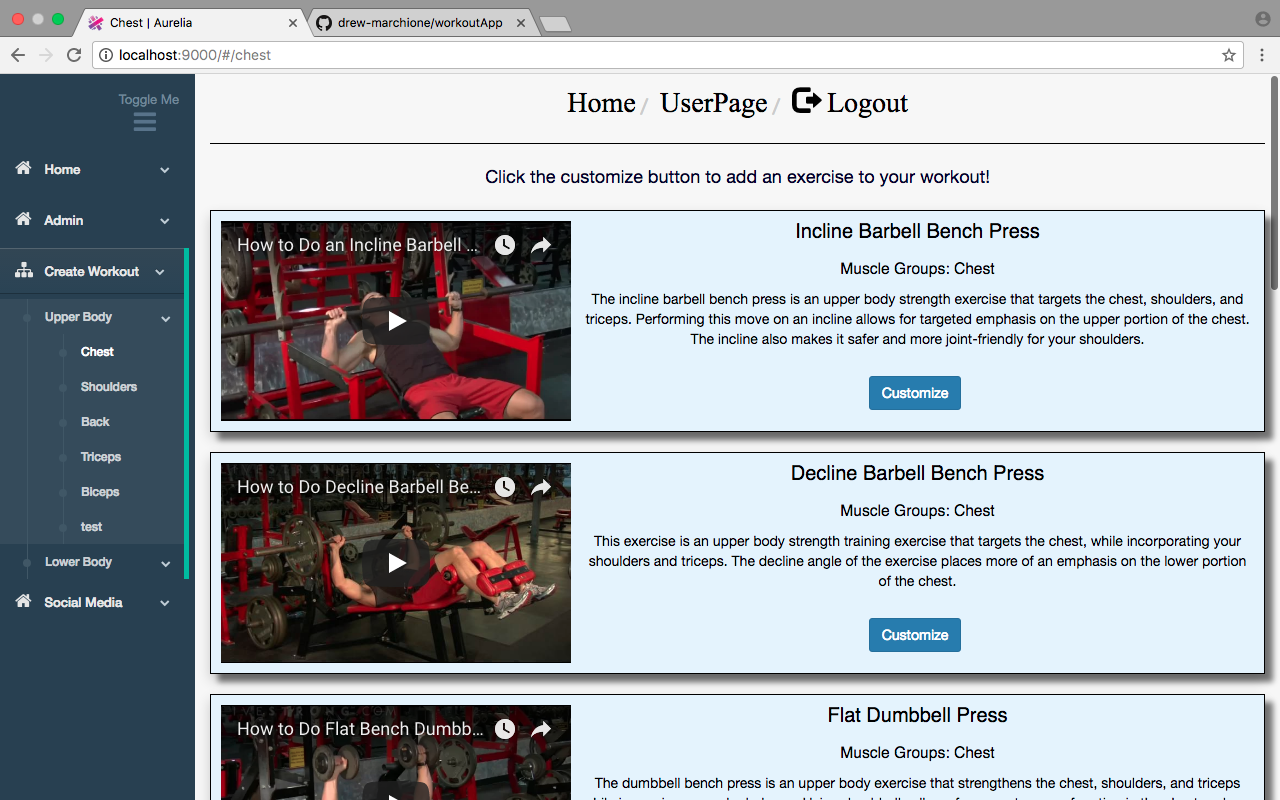 Chest | Aurelia
drew-marchione/workoutApp
localhost:9000/#/chest
Toggle Me
Home
Admin
Create Workout
Upper Body
Chest
Shoulders
Back
Triceps
Biceps
test
Lower Body
Social Media
Home / UserPage / Logout
Click the customize button to add an exercise to your workout!
How to Do an Incline Barbell ...
Incline Barbell Bench Press
Muscle Groups: Chest
The incline barbell bench press is an upper body strength exercise that targets the chest, shoulders, and
triceps. Performing this move on an incline allows for targeted emphasis on the upper portion of the chest.
The incline also makes it safer and more joint-friendly for your shoulders.
Customize
How to Do Decline Barbell Be...
Decline Barbell Bench Press
Muscle Groups: Chest
This exercise is an upper body strength training exercise that targets the chest, while incorporating your
shoulders and triceps. The decline angle of the exercise places more of an emphasis on the lower portion
of the chest.
Customize
How to Do Flat Bench Dumbb...
Flat Dumbbell Press
Muscle Groups: Chest
The dumbbell bench press is an upper body exercise that strengthens the chest, shoulders, and triceps